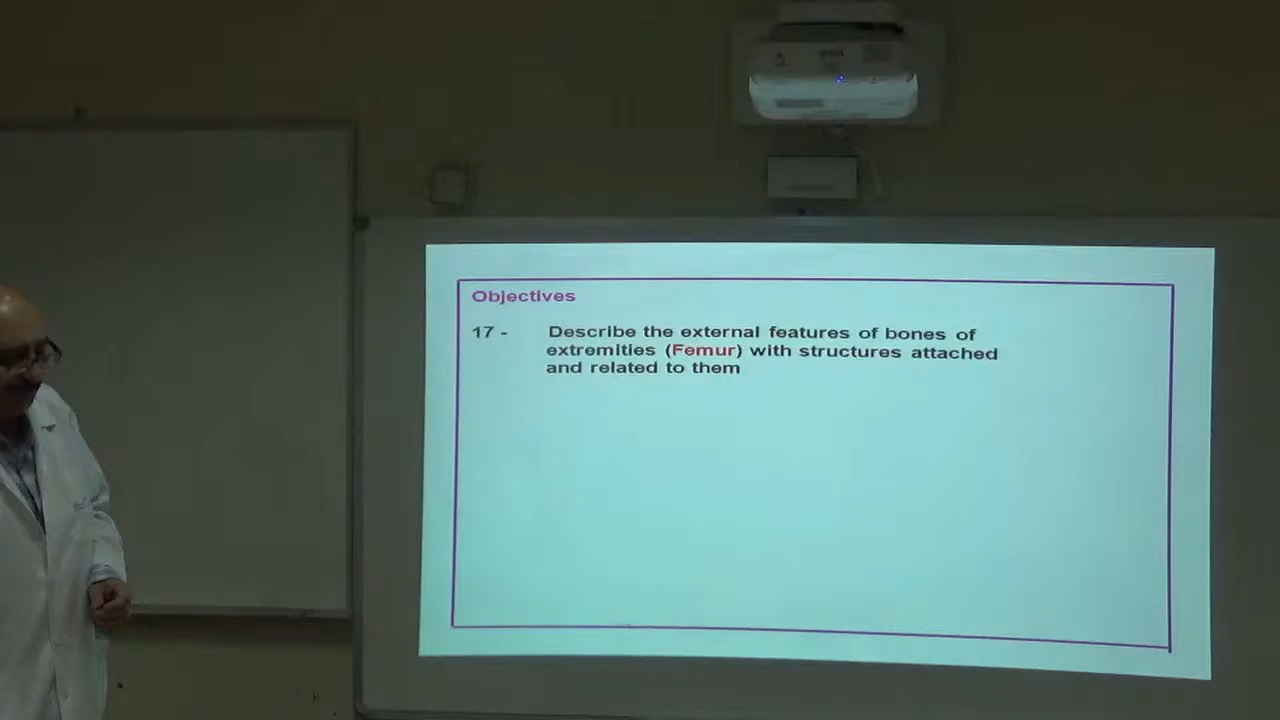 Objectives
17 - Describe the external features of bones of
extremities (Femur) with structures attached
and related to them